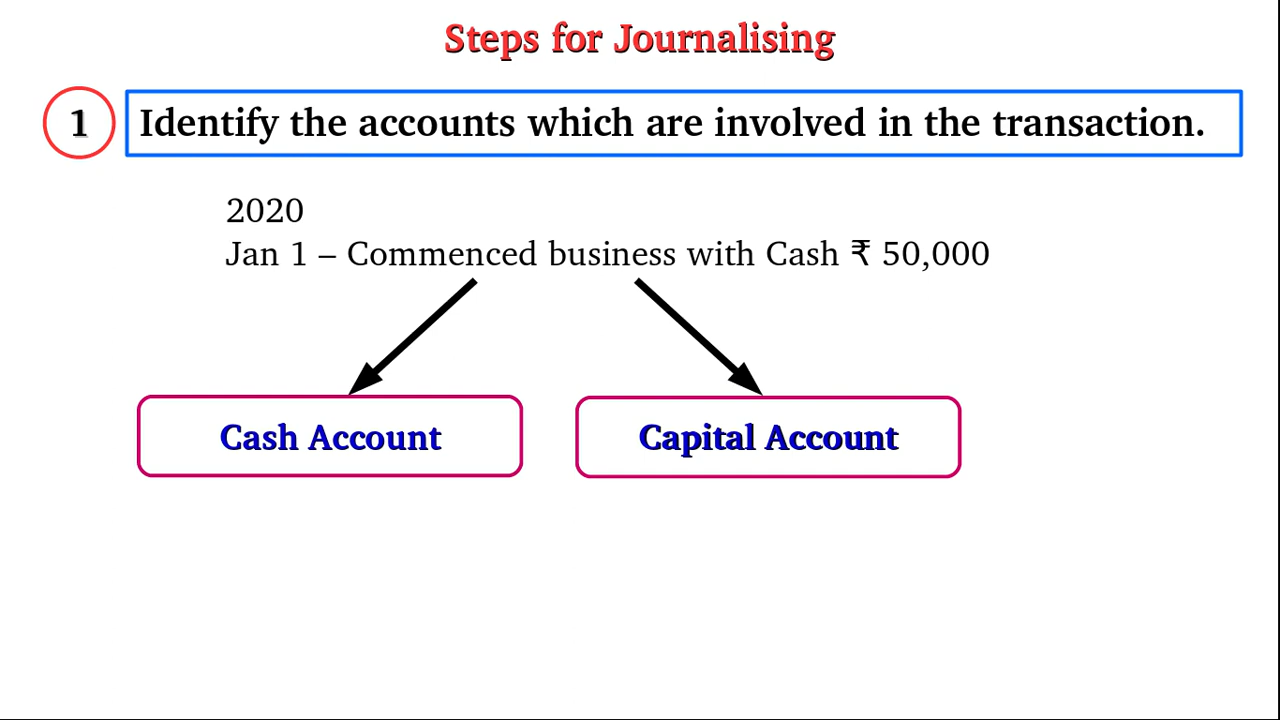 Steps for Journalising
1 Identify the accounts which are involved in the transaction.
2020
Jan 1 – Commenced business with Cash ₹ 50,000
Cash Account
Capital Account